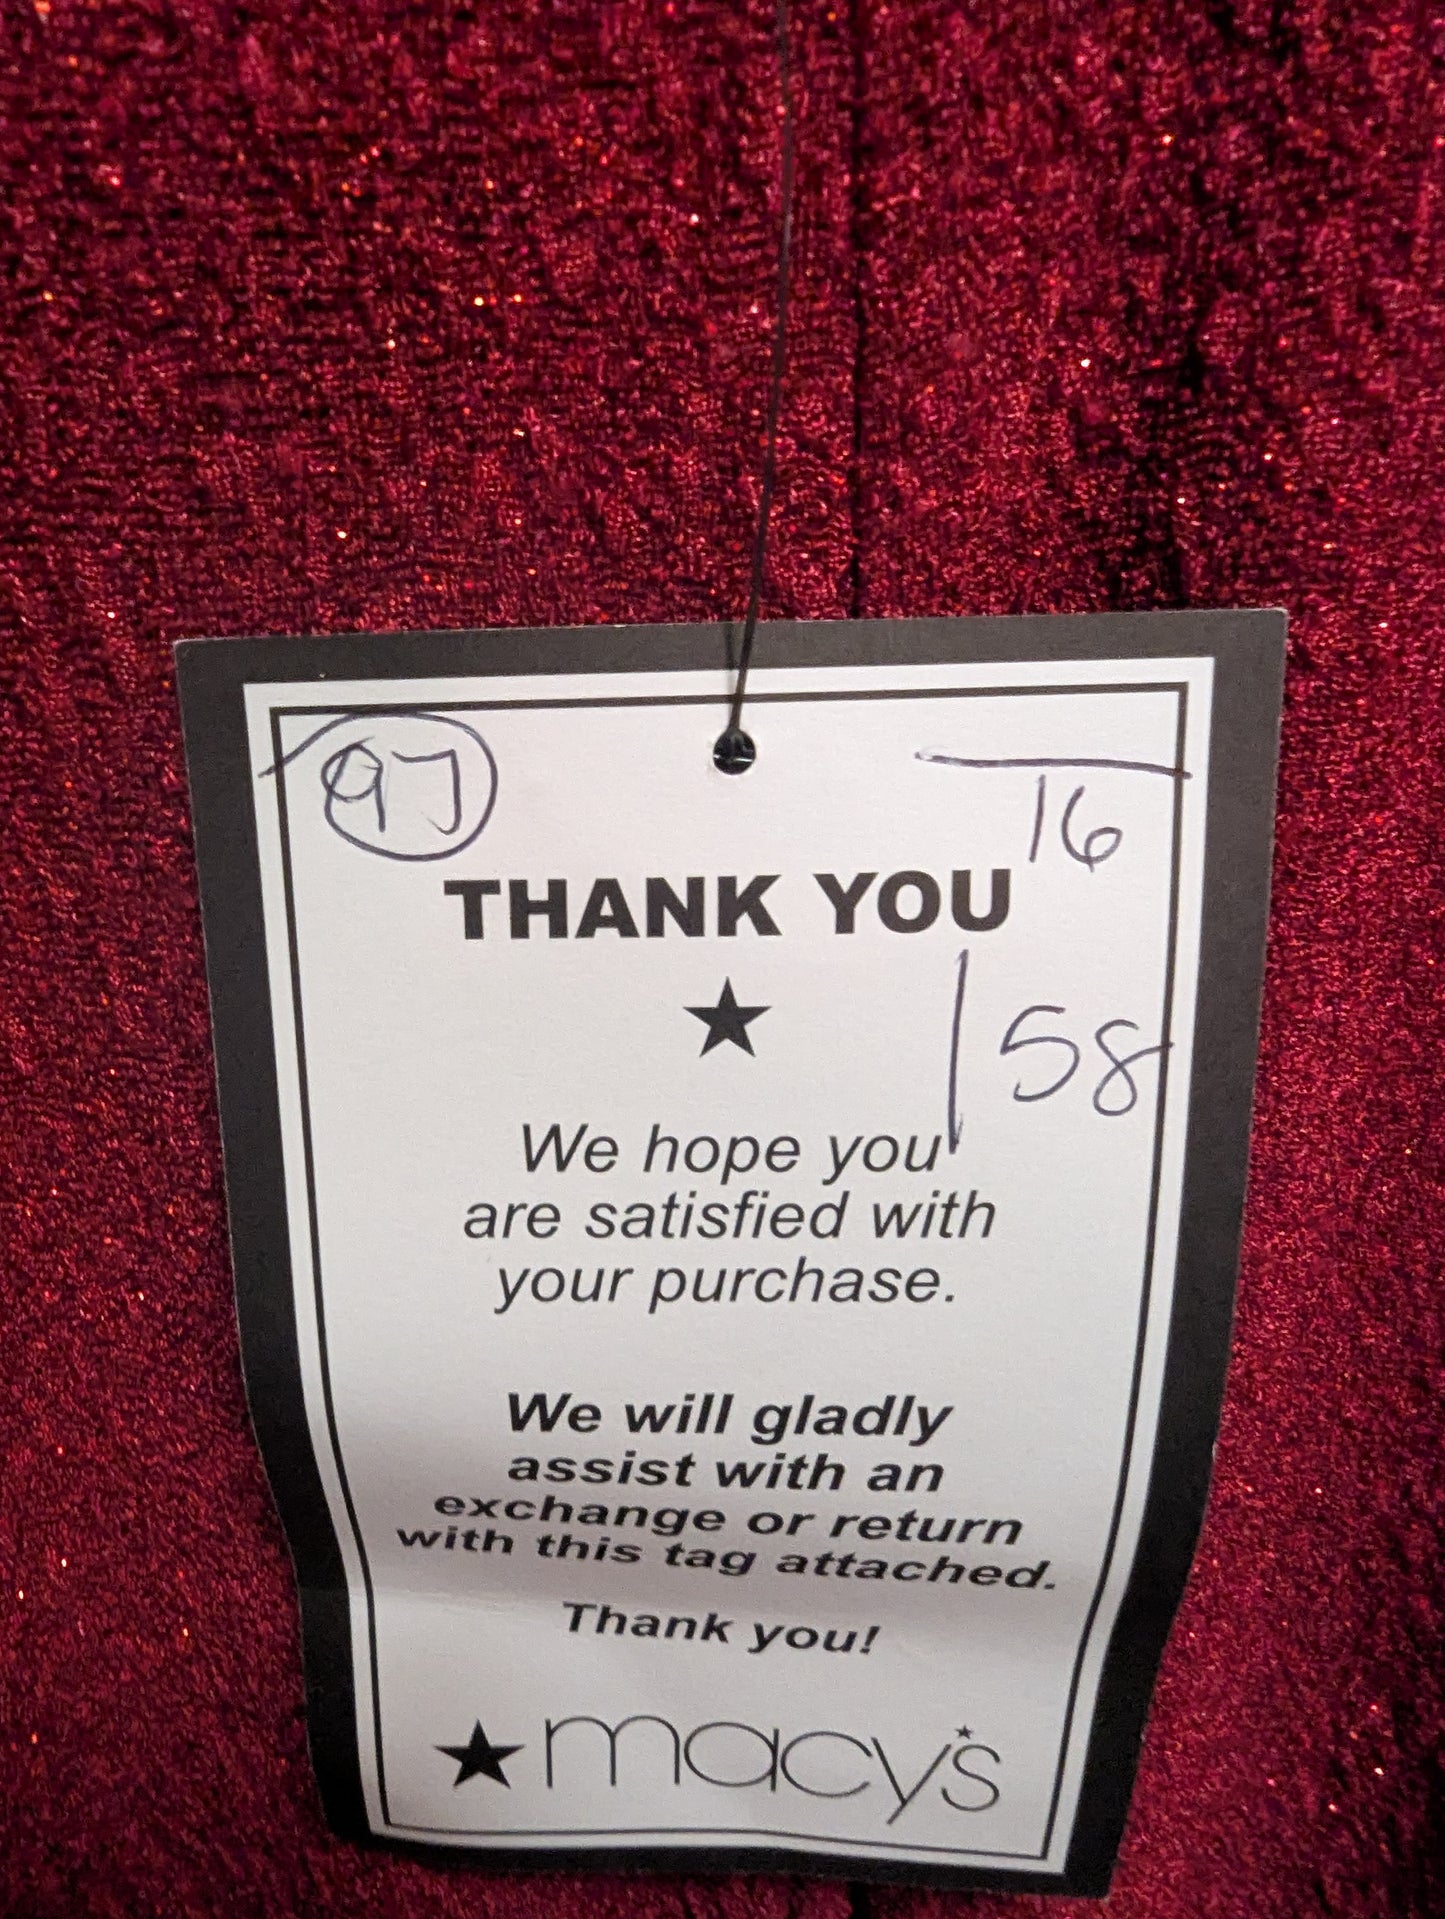 97
16
THANK YOU
58
We hope you
are satisfied with
your purchase.
We will gladly
assist with an
exchange or return
with this tag attached.
Thank you!
macy's